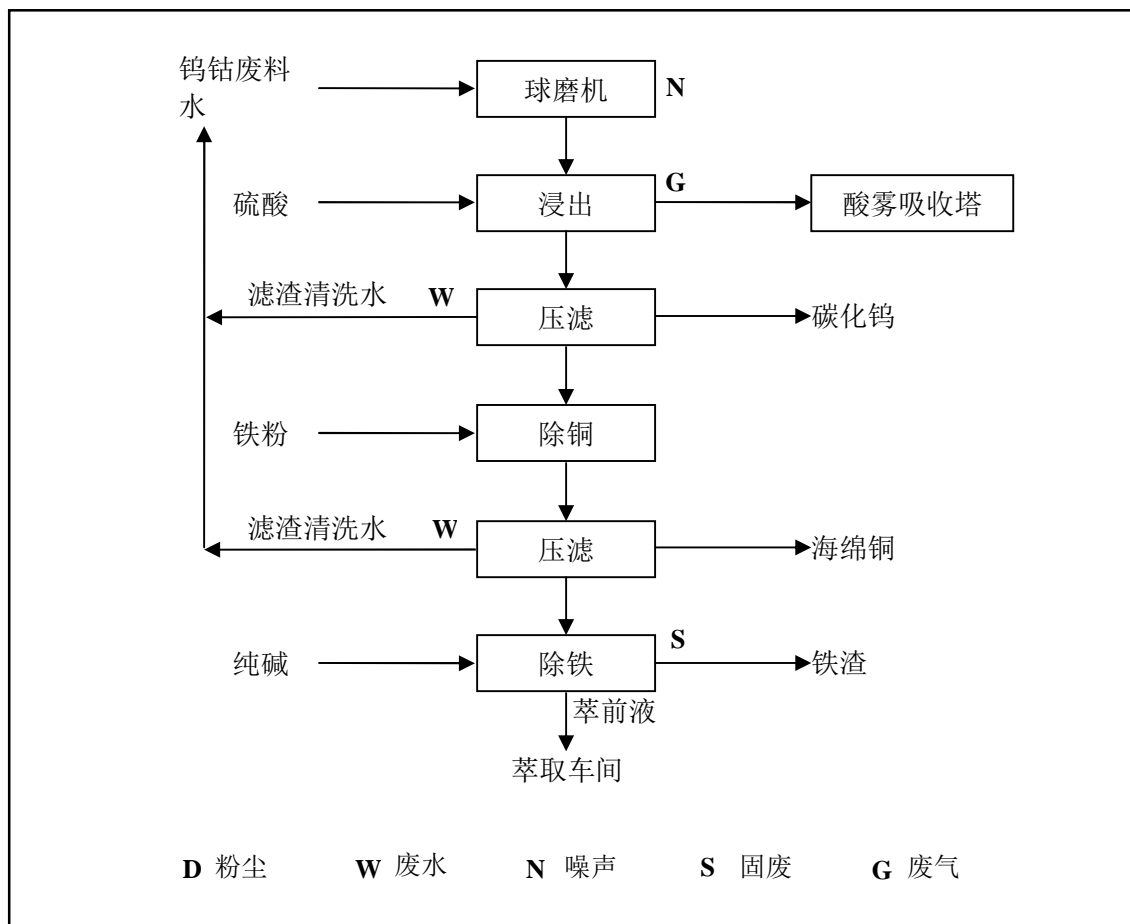 钨钴废料
水
球磨机
N
硫酸
浸出
G
酸雾吸收塔
滤渣清洗水
W
压滤
碳化钨
铁粉
除铜
滤渣清洗水
W
压滤
海绵铜
纯碱
除铁
S
铁渣
萃前液
萃取车间
D 粉尘 W 废水 N 噪声 S 固废 G 废气